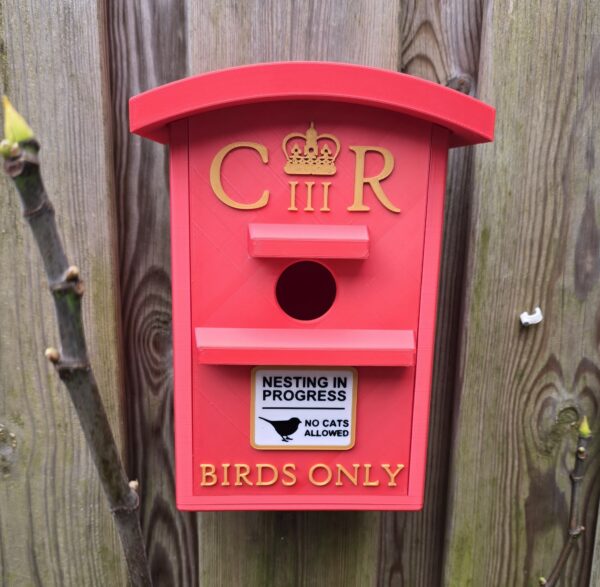 C III R
NESTING IN
PROGRESS
NO CATS
ALLOWED
BIRDS ONLY